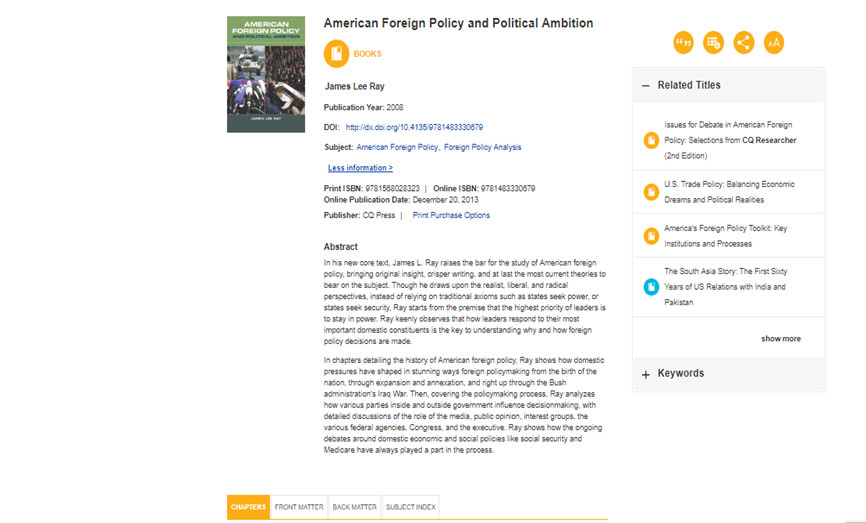 AMERICAN
FOREIGN POLICY
AND POLITICAL AMBITION
JAMES LEE RAY
American Foreign Policy and Political Ambition
BOOKS
James Lee Ray
Publication Year: 2008
DOI: http://dx.doi.org/10.4135/9781483330679
Subject: American Foreign Policy, Foreign Policy Analysis
Less information >
Print ISBN: 9781568028323 | Online ISBN: 9781483330679
Online Publication Date: December 20, 2013
Publisher: CQ Press | Print Purchase Options
Abstract
In his new core text, James L. Ray raises the bar for the study of American foreign
policy, bringing original insight, crisper writing, and at last the most current theories to
bear on the subject. Though he draws upon the realist, liberal, and radical
perspectives, instead of relying on traditional axioms such as states seek power, or
states seek security, Ray starts from the premise that the highest priority of leaders is
to stay in power. Ray keenly observes that how leaders respond to their most
important domestic constituents is the key to understanding why and how foreign
policy decisions are made.
In chapters detailing the history of American foreign policy, Ray shows how domestic
pressures have shaped in stunning ways foreign policymaking from the birth of the
nation, through expansion and annexation, and right up through the Bush
administration's Iraq War. Then, covering the policymaking process, Ray analyzes
how various parties inside and outside government influence decisionmaking, with
detailed discussions of the role of the media, public opinion, interest groups, the
various federal agencies, Congress, and the executive. Ray shows how the ongoing
debates around domestic economic and social policies like social security and
Medicare have always played a part in the process.
CHAPTERS FRONT MATTER BACK MATTER SUBJECT INDEX
AA
Related Titles
Issues for Debate in American Foreign
Policy: Selections from CQ Researcher
(2nd Edition)
U.S. Trade Policy: Balancing Economic
Dreams and Political Realities
America's Foreign Policy Toolkit: Key
Institutions and Processes
The South Asia Story: The First Sixty
Years of US Relations with India and
Pakistan
show more
Keywords